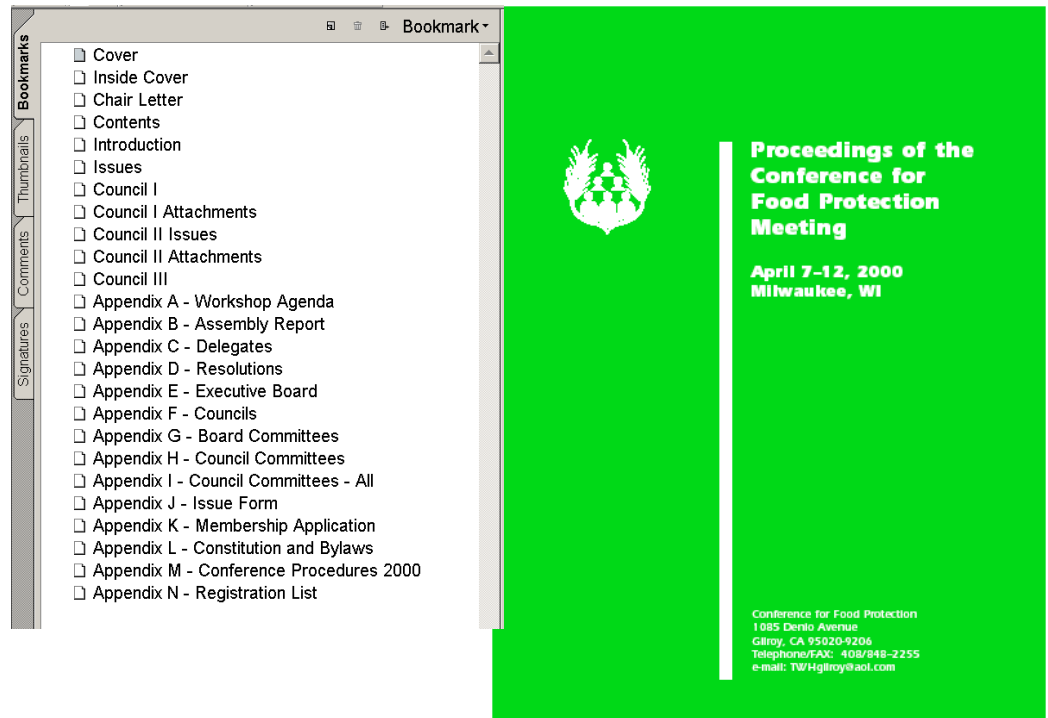 Bookmark
Bookmarks
Thumbnails
Comments
Signatures
Cover
Inside Cover
Chair Letter
Contents
Introduction
Issues
Council I
Council I Attachments
Council II Issues
Council II Attachments
Council III
Appendix A - Workshop Agenda
Appendix B - Assembly Report
Appendix C - Delegates
Appendix D - Resolutions
Appendix E - Executive Board
Appendix F - Councils
Appendix G - Board Committees
Appendix H - Council Committees
Appendix I - Council Committees - All
Appendix J - Issue Form
Appendix K - Membership Application
Appendix L - Constitution and Bylaws
Appendix M - Conference Procedures 2000
Appendix N - Registration List
Proceedings of the
Conference for
Food Protection
Meeting
April 7–12, 2000
Milwaukee, WI
Conference for Food Protection
1085 Denio Avenue
Gilroy, CA 95020-9206
Telephone/FAX: 408/848–2255
e-mail: TWHgilroy@aol.com